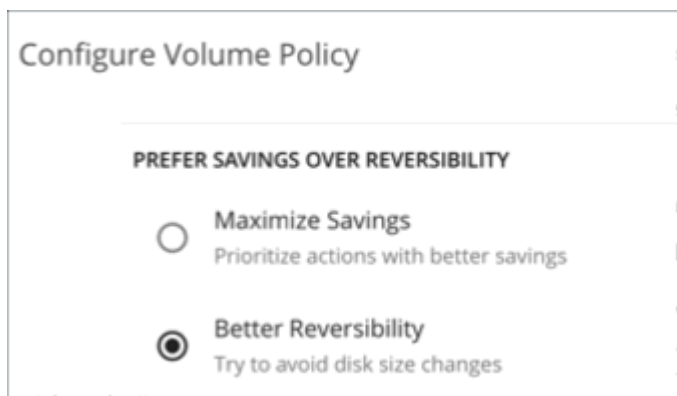 Configure Volume Policy
PREFER SAVINGS OVER REVERSIBILITY
Maximize Savings
Prioritize actions with better savings
Better Reversibility
Try to avoid disk size changes